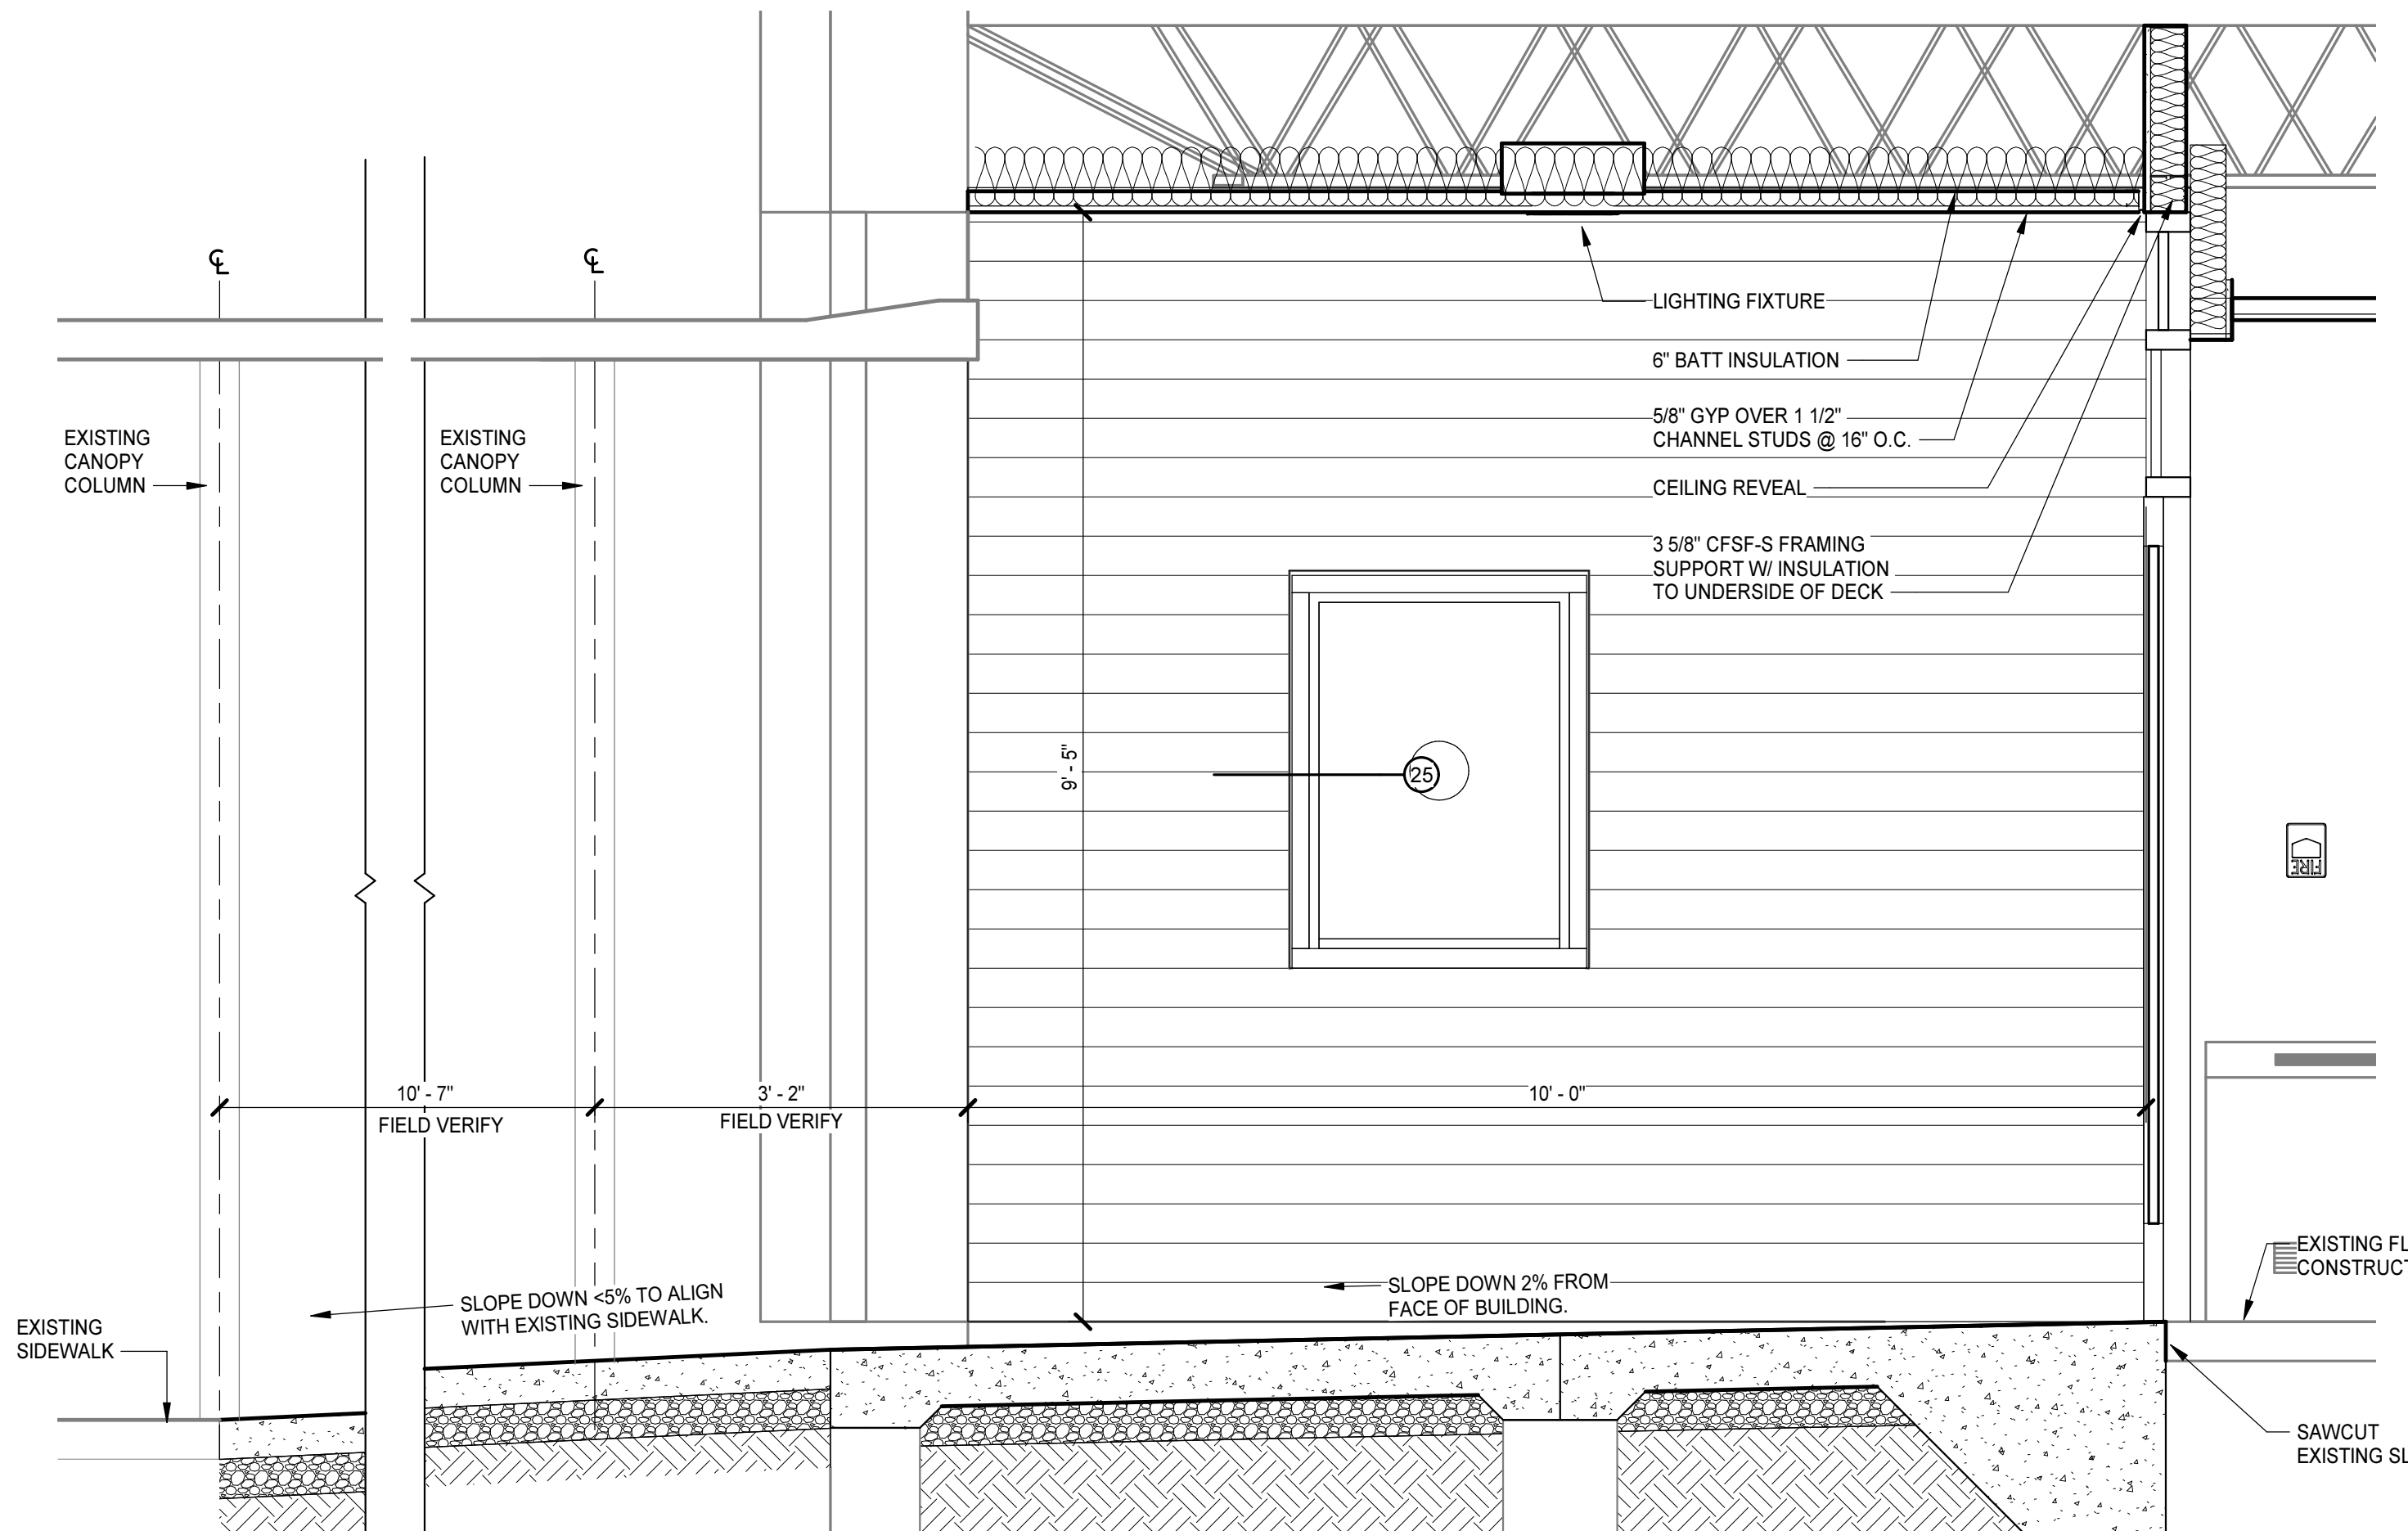 ℄
℄
LIGHTING FIXTURE
6" BATT INSULATION
5/8" GYP OVER 1 1/2"
CHANNEL STUDS @ 16" O.C.
CEILING REVEAL
3 5/8" CFSF-S FRAMING
SUPPORT W/ INSULATION
TO UNDERSIDE OF DECK
EXISTING
CANOPY
COLUMN
EXISTING
CANOPY
COLUMN
9' - 5"
25
FIRE
10' - 7"
FIELD VERIFY
3' - 2"
FIELD VERIFY
10' - 0"
SLOPE DOWN <5% TO ALIGN
WITH EXISTING SIDEWALK.
SLOPE DOWN 2% FROM
FACE OF BUILDING.
EXISTING
SIDEWALK
EXISTING FL
CONSTRUCT
SAWCUT
EXISTING SL